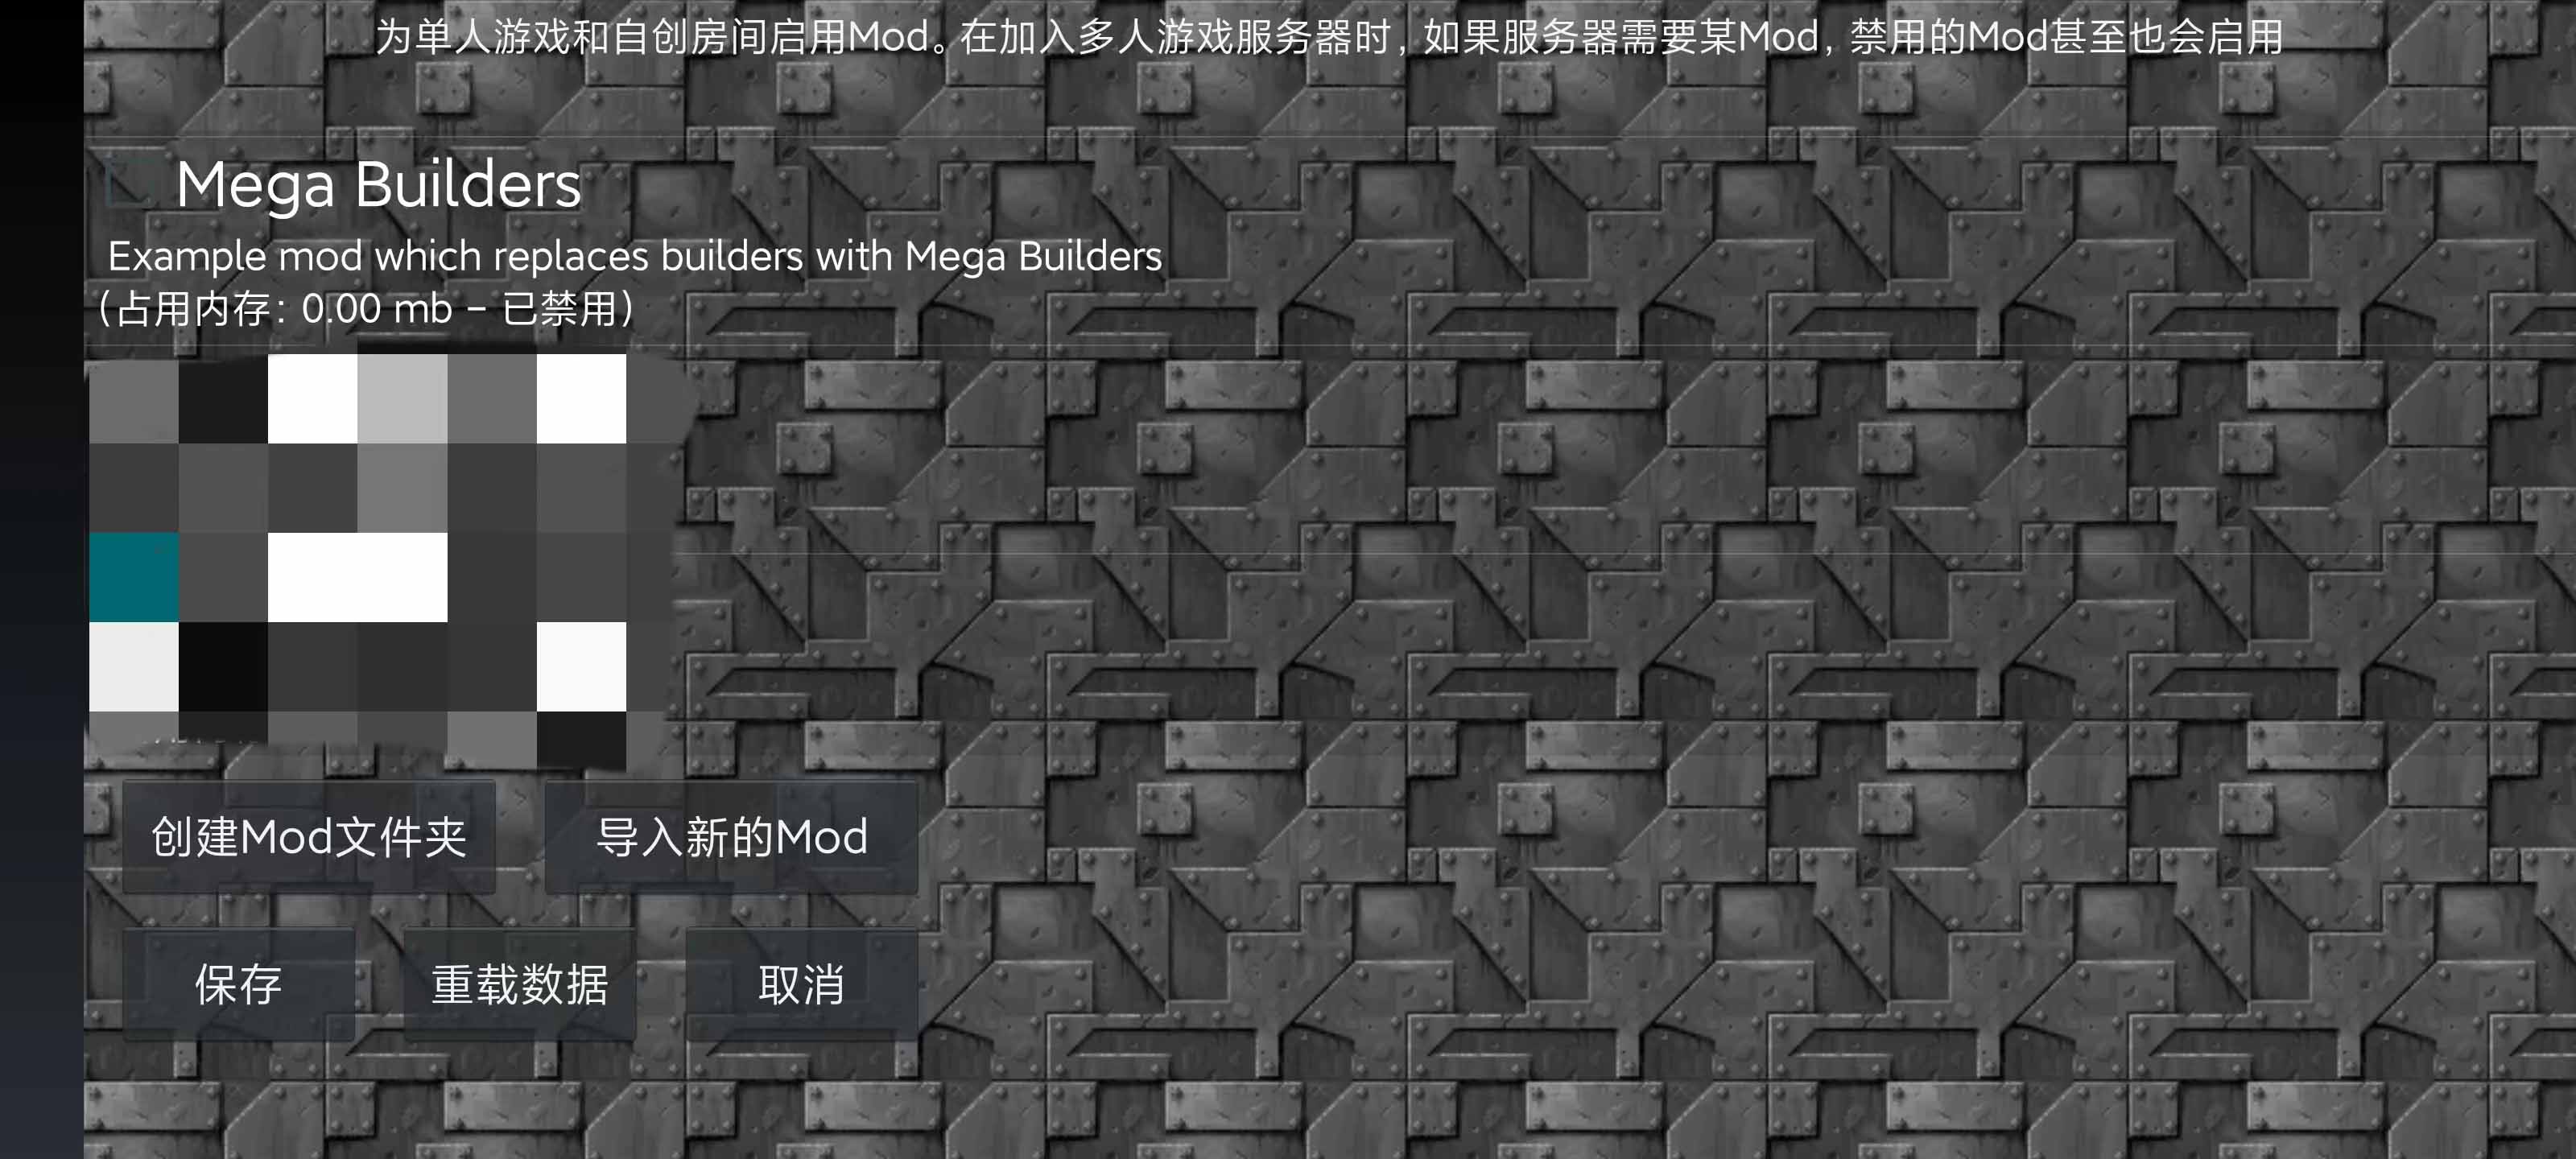 为单人游戏和自创房间启用Mod。在加入多人游戏服务器时，如果服务器需要某Mod，禁用的Mod甚至也会启用
Mega Builders
Example mod which replaces builders with Mega Builders
(占用内存: 0.00 mb - 已禁用)
创建Mod文件夹 导入新的Mod
保存 重载数据 取消